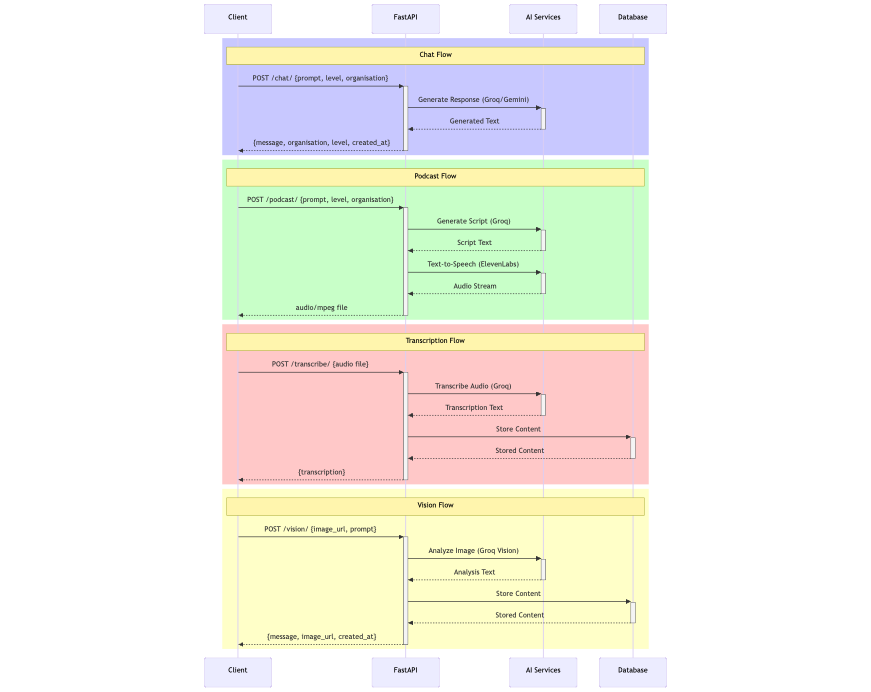 Client
FastAPI
AI Services
Database
Chat Flow
POST /chat/ {prompt, level, organisation}
Generate Response (Groq/Gemini)
Generated Text
{message, organisation, level, created_at}
Podcast Flow
POST /podcast/ {prompt, level, organisation}
Generate Script (Groq)
Script Text
Text-to-Speech (ElevenLabs)
Audio Stream
audio/mpeg file
Transcription Flow
POST /transcribe/ {audio file}
Transcribe Audio (Groq)
Transcription Text
Store Content
Stored Content
{transcription}
Vision Flow
POST /vision/ {image_url, prompt}
Analyze Image (Groq Vision)
Analysis Text
Store Content
Stored Content
{message, image_url, created_at}
Client
FastAPI
AI Services
Database